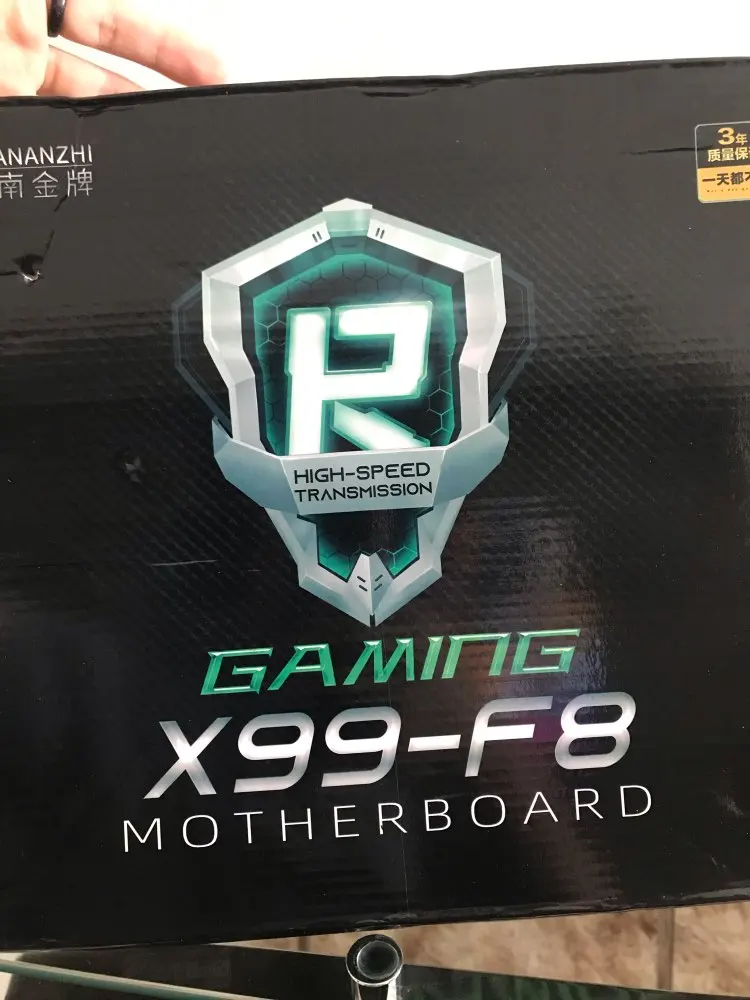 ANANZHI
南金牌
3年
质量保
一天都
R
HIGH-SPEED
TRANSMISSION
GAMING
X99-F8
MOTHERBOARD